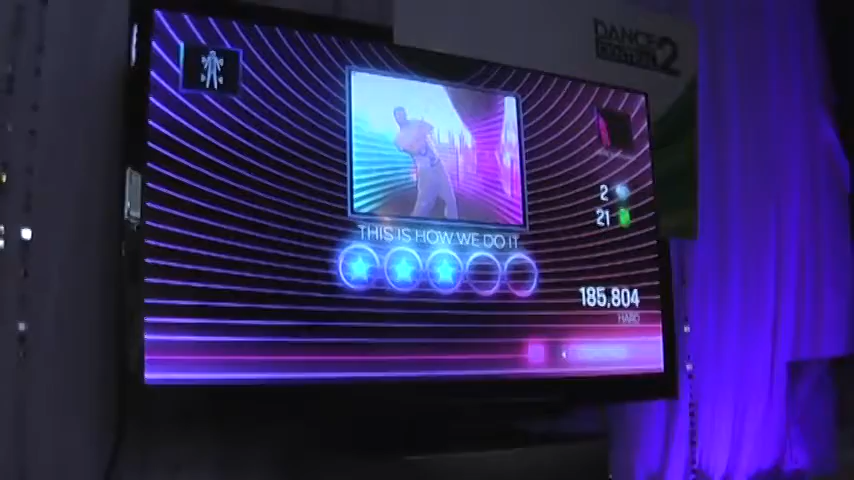 DANCE
2
THIS IS HOW WE DO IT
2
21
185,804
HARD